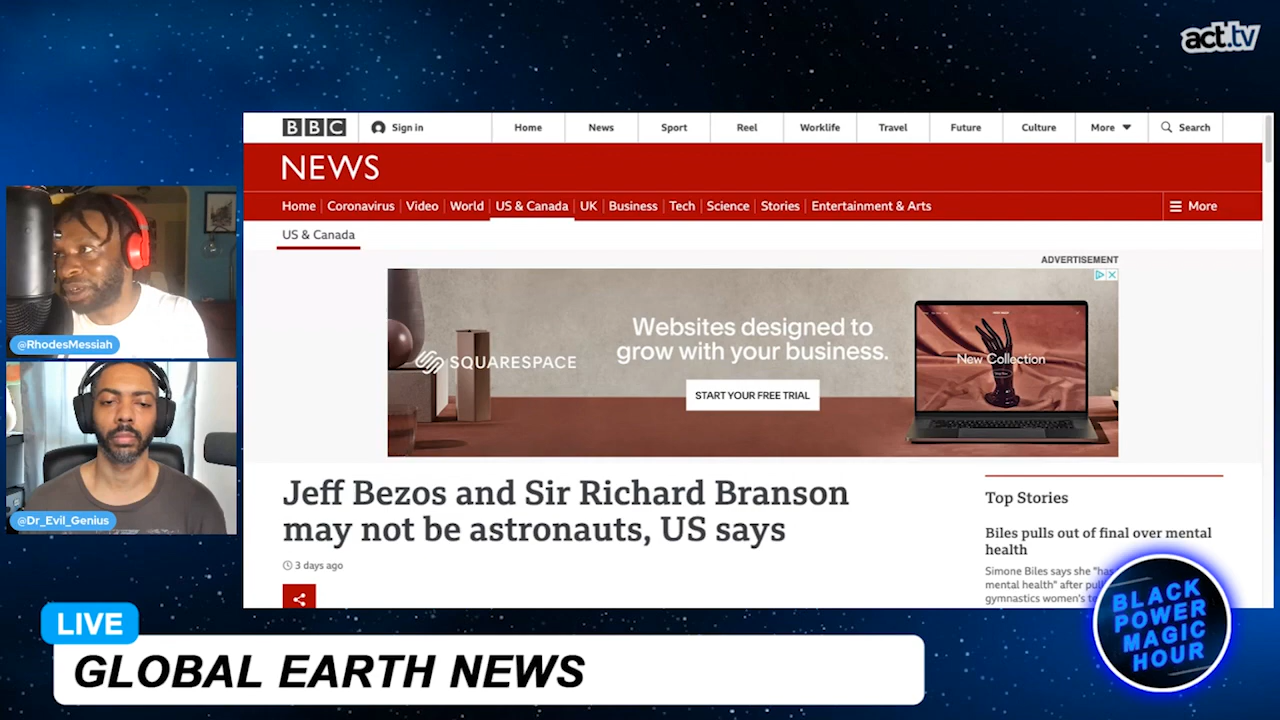 act.tv
BBC
Sign in
Home
News
Sport
Reel
Worklife
Travel
Future
Culture
More
Search
NEWS
Home
Coronavirus
Video
World
US & Canada
UK
Business
Tech
Science
Stories
Entertainment & Arts
More
US & Canada
ADVERTISEMENT
SQUARESPACE
Websites designed to
grow with your business.
START YOUR FREE TRIAL
New Collection
@RhodesMessiah
@Dr_Evil_Genius
Jeff Bezos and Sir Richard Branson
may not be astronauts, US says
3 days ago
Top Stories
Biles pulls out of final over mental
health
Simone Biles says she
mental health" after
gymnastics women's
LIVE
GLOBAL EARTH NEWS
BLACK
POWER
MAGIC
HOUR